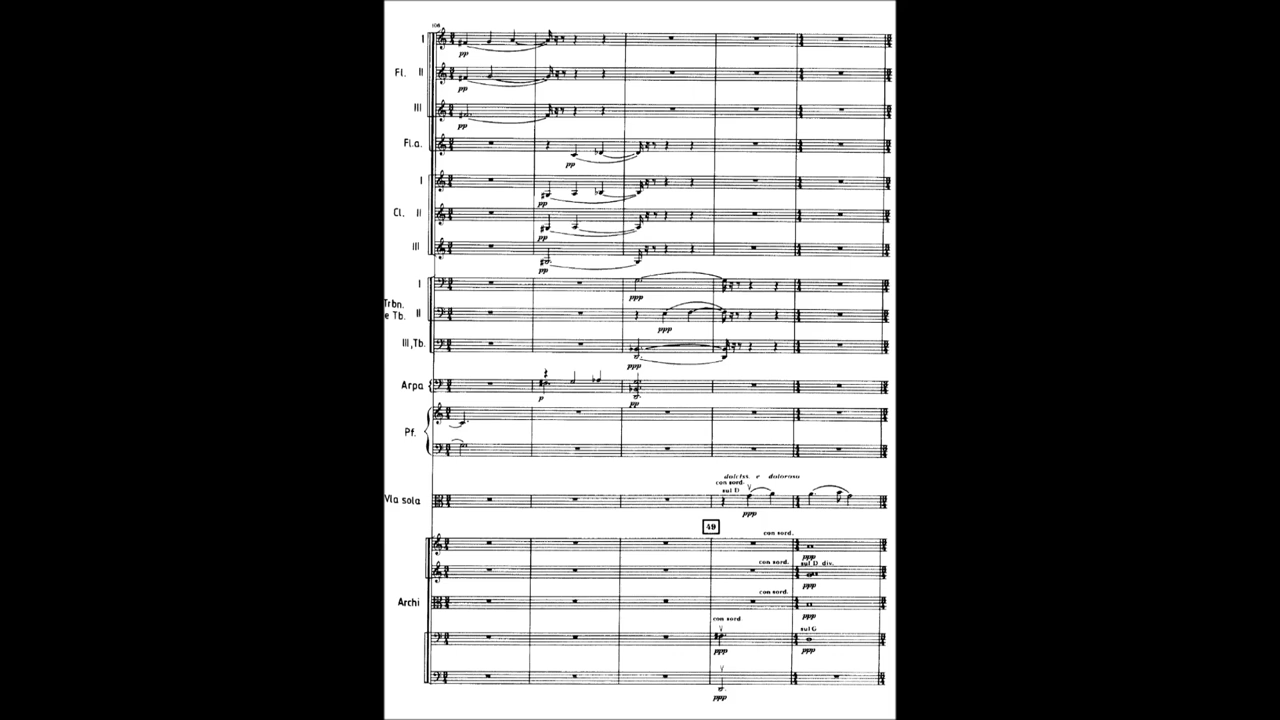 108
I
pp
Fl. II
pp
III
pp
Fl.a.
pp
I
pp
Cl. II
pp
III
pp
I
ppp
Trbn.
e Tb. II
ppp
III,Tb.
ppp
Arpa
p pp
Pf.
dolciss. e doloroso
con sord.
sul D
Vla sola
ppp
49
con sord.
ppp
con sord. sul D div.
ppp
con sord.
Archi
ppp
con sord sul G
ppp ppp
ppp